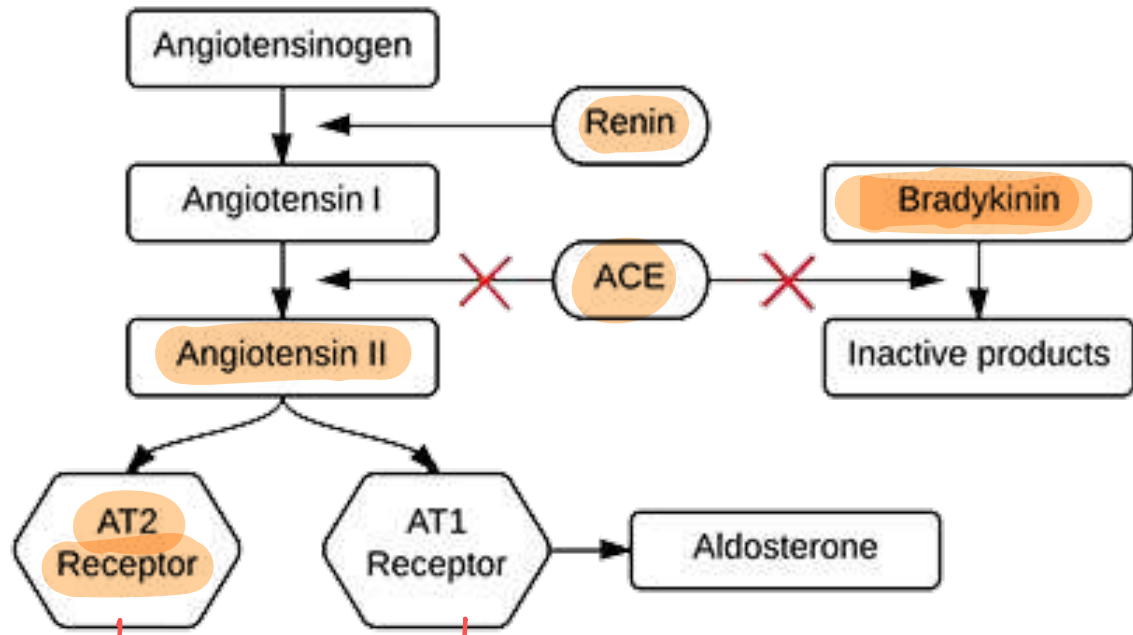 Angiotensinogen
Renin
Angiotensin I
Bradykinin
ACE
Angiotensin II
Inactive products
AT2
Receptor
AT1
Receptor
Aldosterone